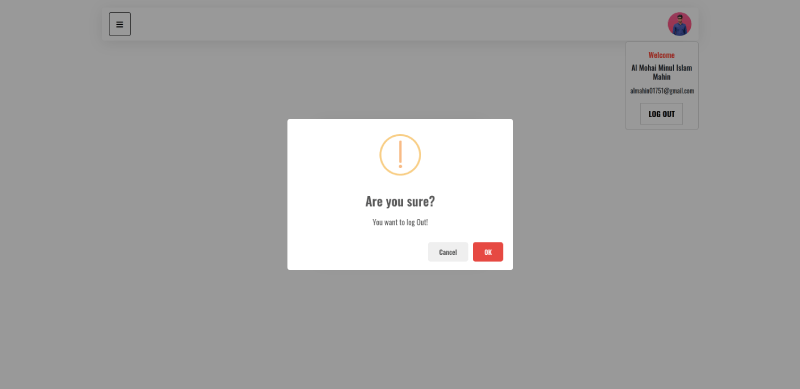 Welcome
Al Mohai Minul Islam
Mahin
almahin01751@gmail.com
LOG OUT
Are you sure?
You want to log Out!
Cancel
OK